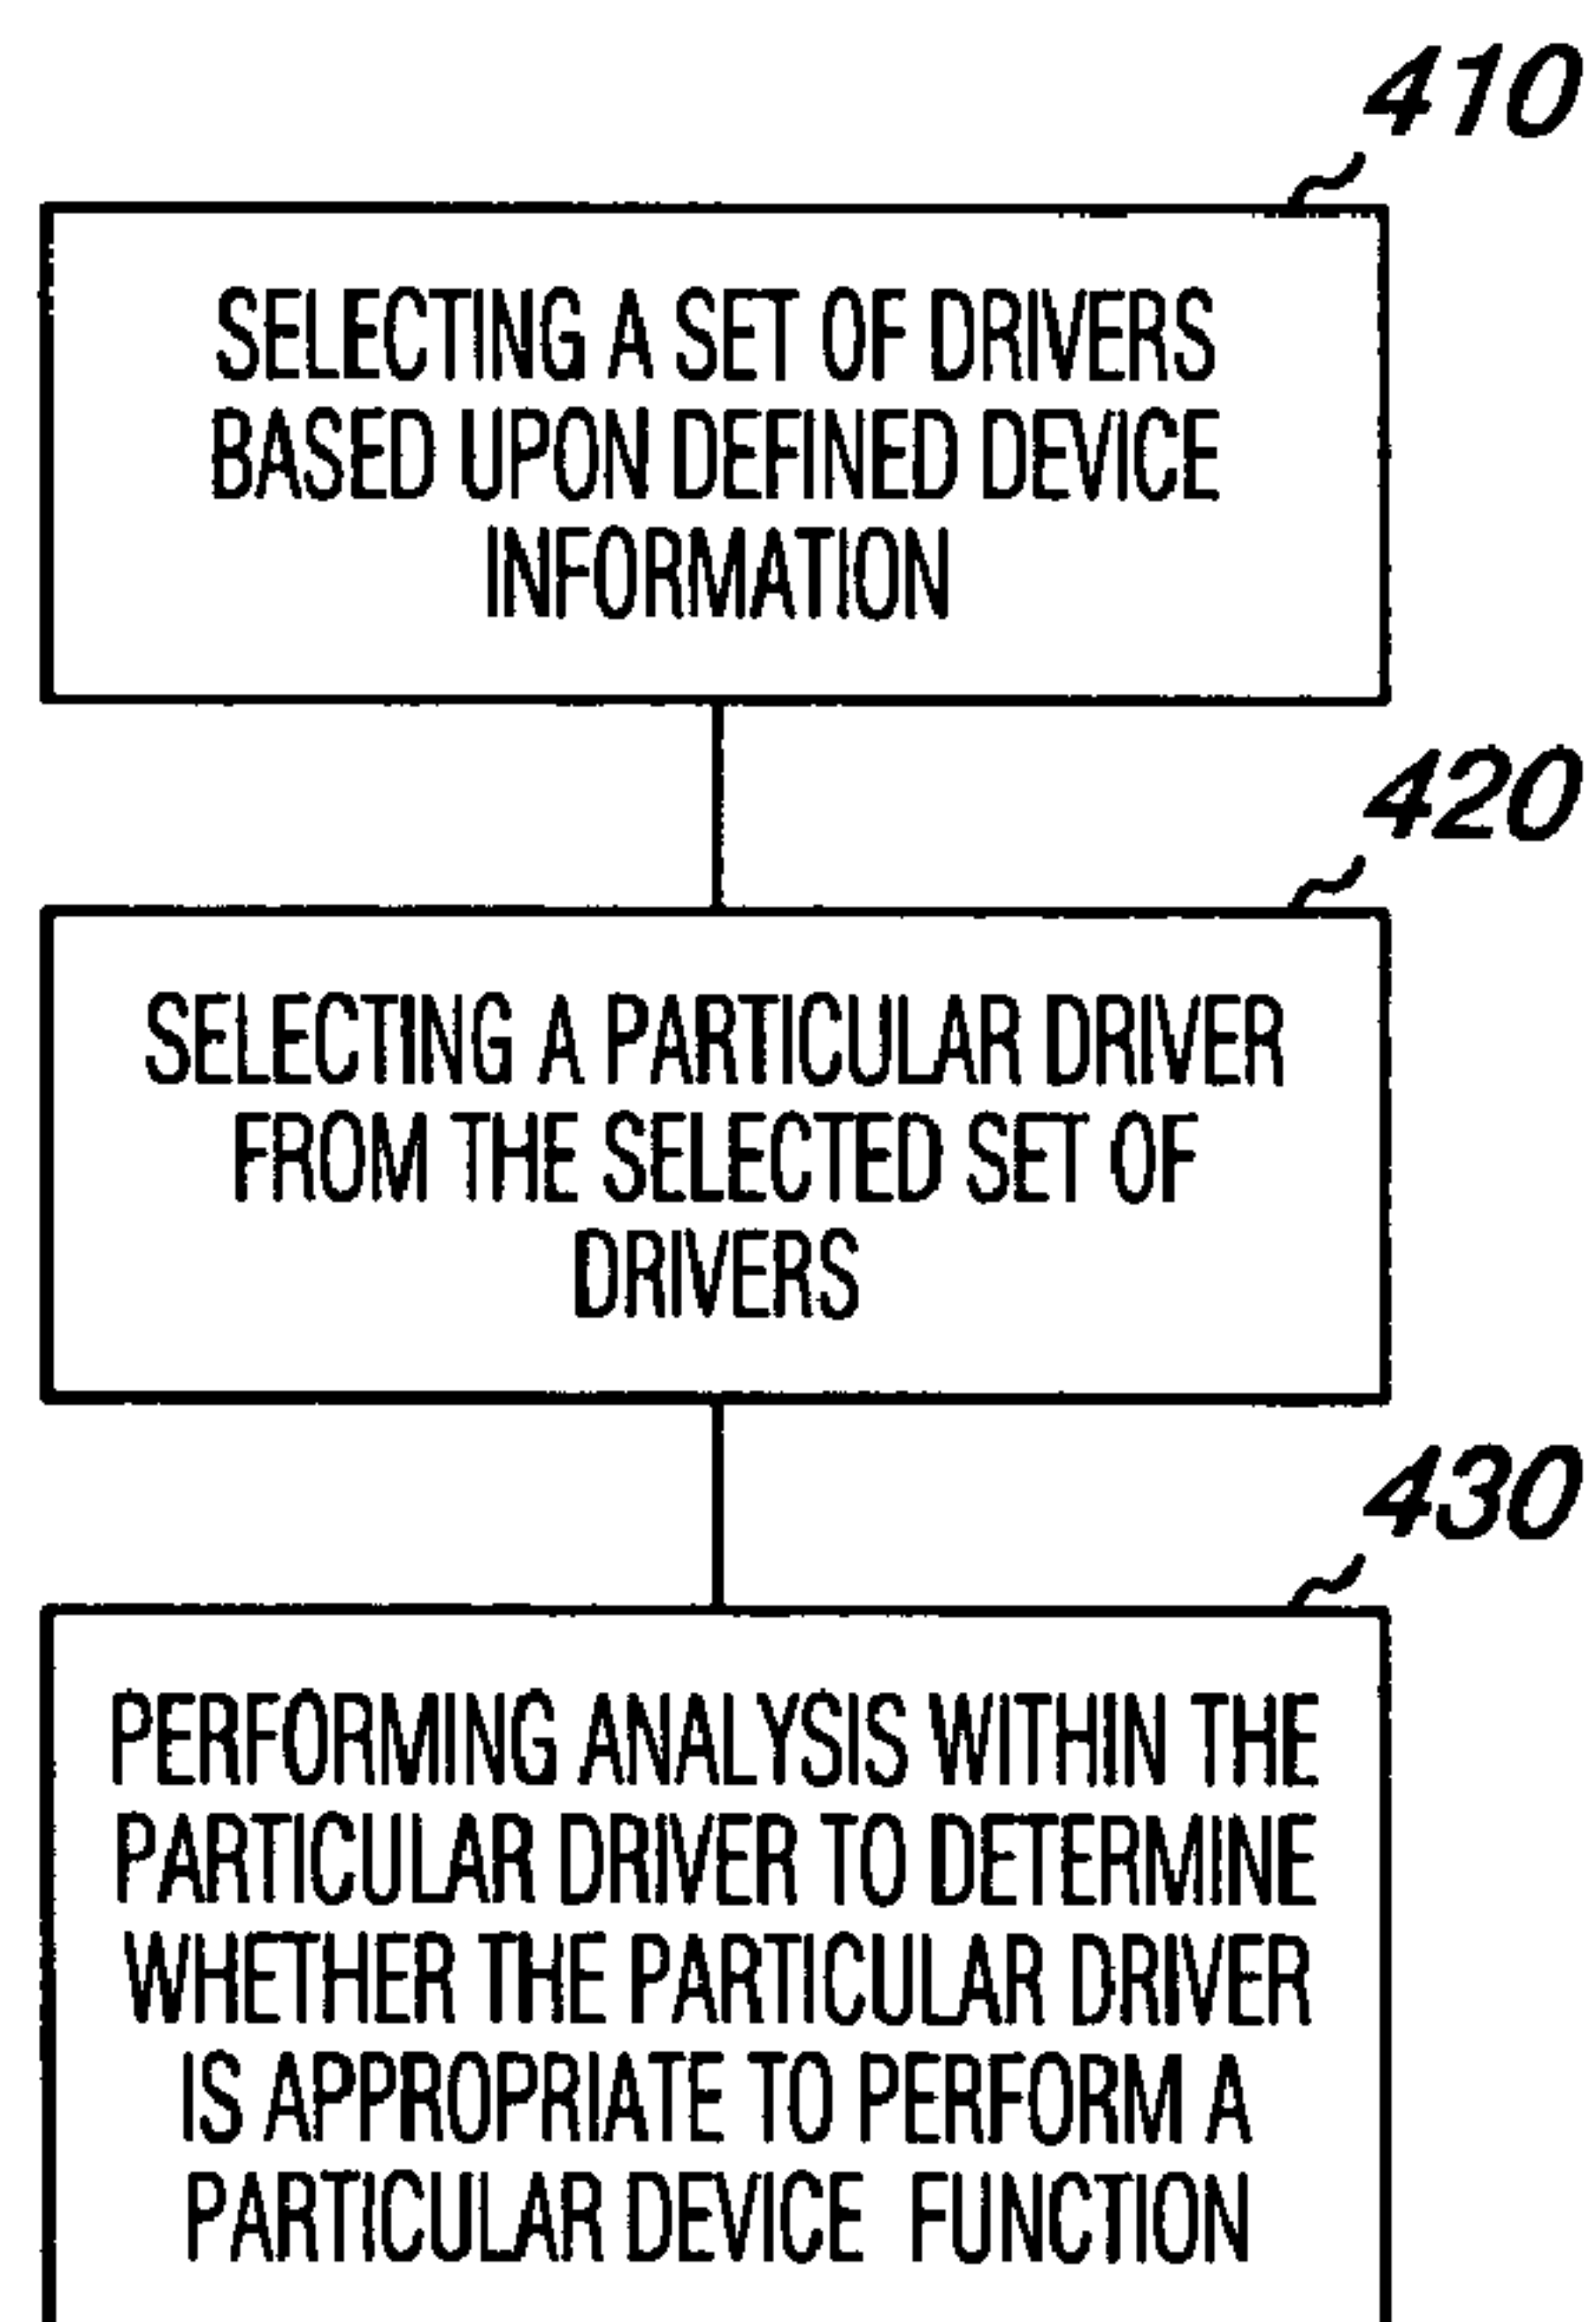 410
SELECTING A SET OF DRIVERS
BASED UPON DEFINED DEVICE
INFORMATION
420
SELECTING A PARTICULAR DRIVER
FROM THE SELECTED SET OF
DRIVERS
430
PERFORMING ANALYSIS WITHIN THE
PARTICULAR DRIVER TO DETERMINE
WHETHER THE PARTICULAR DRIVER
IS APPROPRIATE TO PERFORM A
PARTICULAR DEVICE FUNCTION